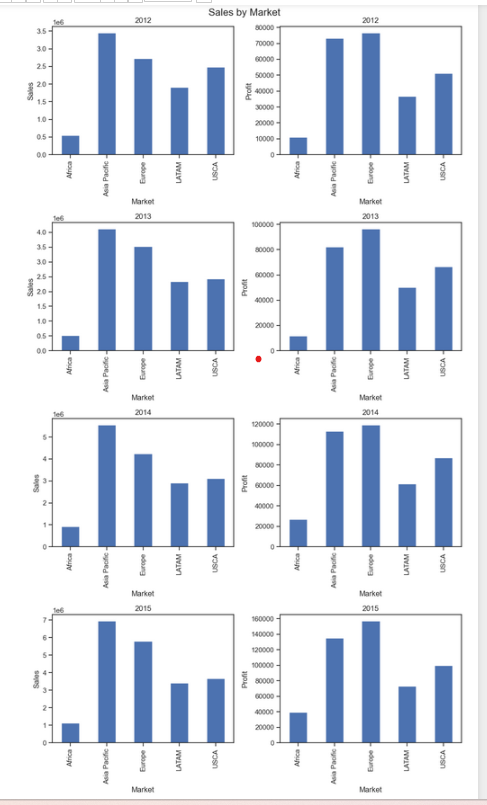 Sales by Market
2012
1e6
3.5
3.0
2.5
2.0
1.5
1.0
0.5
0.0
Sales
Africa
Asia Pacific
Europe
LATAM
USCA
Market
2012
80000
70000
60000
50000
40000
30000
20000
10000
0
Profit
Africa
Asia Pacific
Europe
LATAM
USCA
Market
2013
1e6
4.0
3.5
3.0
2.5
2.0
1.5
1.0
0.5
0.0
Sales
Africa
Asia Pacific
Europe
LATAM
USCA
Market
2013
100000
80000
60000
40000
20000
0
Profit
Africa
Asia Pacific
Europe
LATAM
USCA
Market
2014
1e6
5
4
3
2
1
0
Sales
Africa
Asia Pacific
Europe
LATAM
USCA
Market
2014
120000
100000
80000
60000
40000
20000
0
Profit
Africa
Asia Pacific
Europe
LATAM
USCA
Market
2015
1e6
7
6
5
4
3
2
1
0
Sales
Africa
Asia Pacific
Europe
LATAM
USCA
Market
2015
160000
140000
120000
100000
80000
60000
40000
20000
0
Profit
Africa
Asia Pacific
Europe
LATAM
USCA
Market